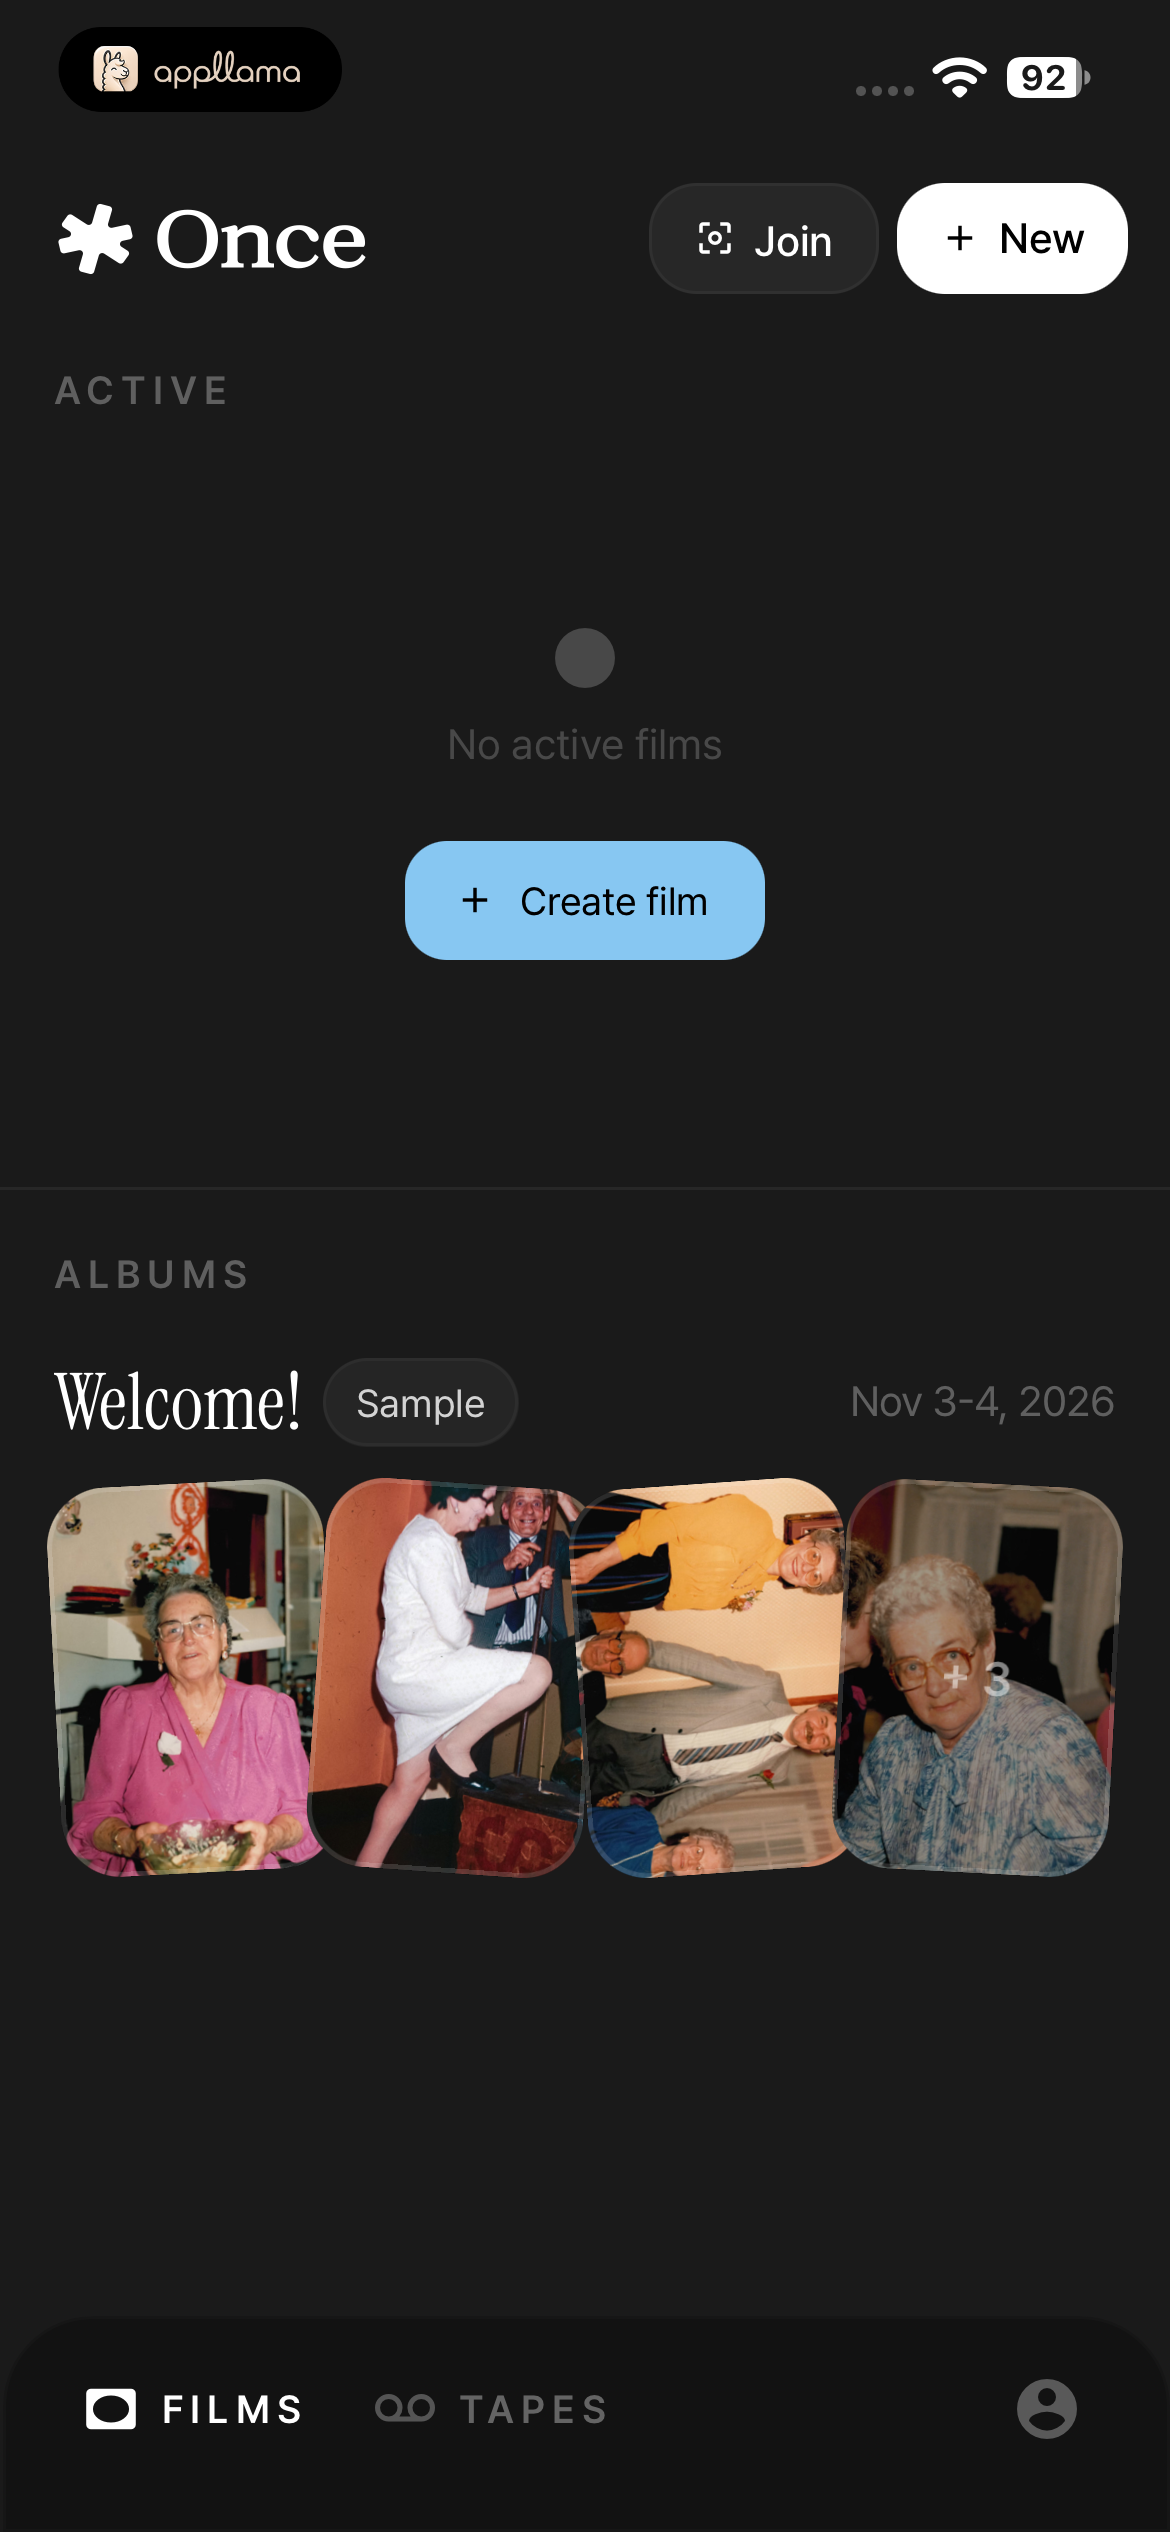 appllama
92
Once
Join
+ New
ACTIVE
No active films
+ Create film
ALBUMS
Welcome!
Sample
Nov 3-4, 2026
+ 3
FILMS
TAPES